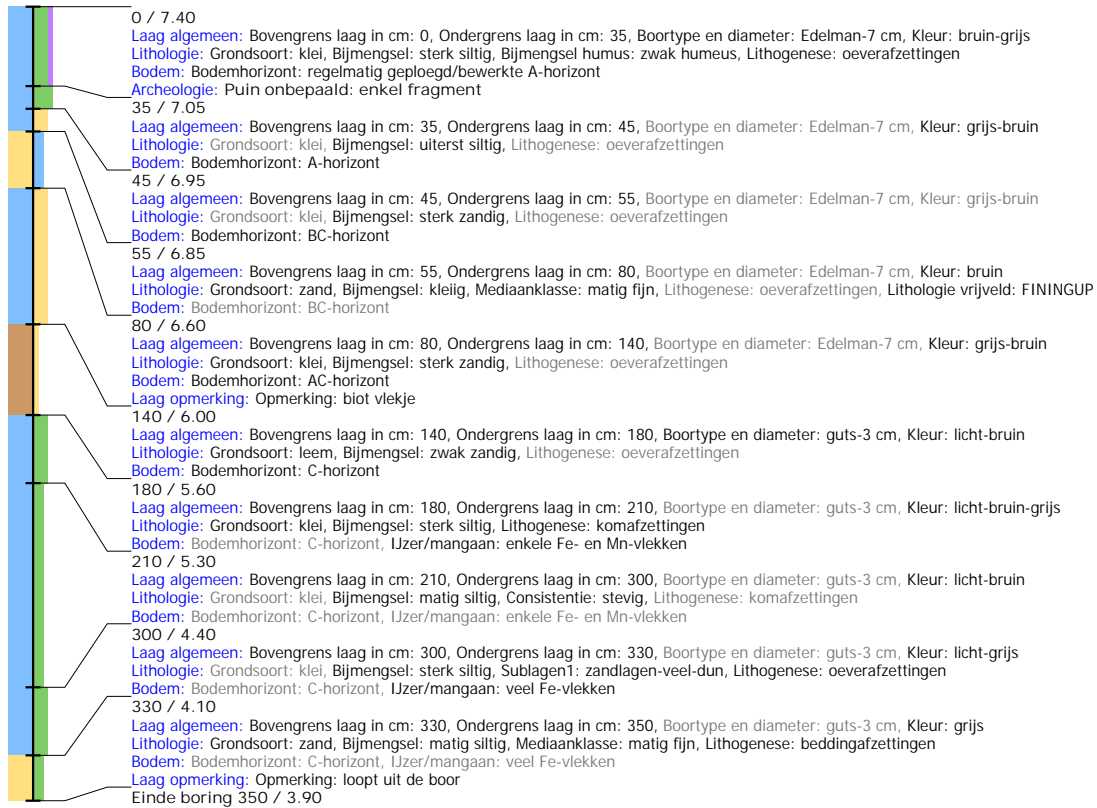 0 / 7.40
Laag algemeen: Bovengrens laag in cm: 0, Ondergrens laag in cm: 35, Boortype en diameter: Edelman-7 cm, Kleur: bruin-grijs
Lithologie: Grondsoort: klei, Bijmengsel: sterk siltig, Bijmengsel humus: zwak humeus, Lithogenese: oeverafzettingen
Bodem: Bodemhorizont: regelmatig geploegd/bewerkte A-horizont
Archeologie: Puin onbepaald: enkel fragment
35 / 7.05
Laag algemeen: Bovengrens laag in cm: 35, Ondergrens laag in cm: 45, Boortype en diameter: Edelman-7 cm, Kleur: grijs-bruin
Lithologie: Grondsoort: klei, Bijmengsel: uiterst siltig, Lithogenese: oeverafzettingen
Bodem: Bodemhorizont: A-horizont
45 / 6.95
Laag algemeen: Bovengrens laag in cm: 45, Ondergrens laag in cm: 55, Boortype en diameter: Edelman-7 cm, Kleur: grijs-bruin
Lithologie: Grondsoort: klei, Bijmengsel: sterk zandig, Lithogenese: oeverafzettingen
Bodem: Bodemhorizont: BC-horizont
55 / 6.85
Laag algemeen: Bovengrens laag in cm: 55, Ondergrens laag in cm: 80, Boortype en diameter: Edelman-7 cm, Kleur: bruin
Lithologie: Grondsoort: zand, Bijmengsel: kleiig, Mediaanklasse: matig fijn, Lithogenese: oeverafzettingen, Lithologie vrijveld: FININGUP
Bodem: Bodemhorizont: BC-horizont
80 / 6.60
Laag algemeen: Bovengrens laag in cm: 80, Ondergrens laag in cm: 140, Boortype en diameter: Edelman-7 cm, Kleur: grijs-bruin
Lithologie: Grondsoort: klei, Bijmengsel: sterk zandig, Lithogenese: oeverafzettingen
Bodem: Bodemhorizont: AC-horizont
Laag opmerking: Opmerking: biot vlekje
140 / 6.00
Laag algemeen: Bovengrens laag in cm: 140, Ondergrens laag in cm: 180, Boortype en diameter: guts-3 cm, Kleur: licht-bruin
Lithologie: Grondsoort: leem, Bijmengsel: zwak zandig, Lithogenese: oeverafzettingen
Bodem: Bodemhorizont: C-horizont
180 / 5.60
Laag algemeen: Bovengrens laag in cm: 180, Ondergrens laag in cm: 210, Boortype en diameter: guts-3 cm, Kleur: licht-bruin-grijs
Lithologie: Grondsoort: klei, Bijmengsel: sterk siltig, Lithogenese: komafzettingen
Bodem: Bodemhorizont: C-horizont, IJzer/mangaan: enkele Fe- en Mn-vlekken
210 / 5.30
Laag algemeen: Bovengrens laag in cm: 210, Ondergrens laag in cm: 300, Boortype en diameter: guts-3 cm, Kleur: licht-bruin
Lithologie: Grondsoort: klei, Bijmengsel: matig siltig, Consistentie: stevig, Lithogenese: komafzettingen
Bodem: Bodemhorizont: C-horizont, IJzer/mangaan: enkele Fe- en Mn-vlekken
300 / 4.40
Laag algemeen: Bovengrens laag in cm: 300, Ondergrens laag in cm: 330, Boortype en diameter: guts-3 cm, Kleur: licht-grijs
Lithologie: Grondsoort: klei, Bijmengsel: sterk siltig, Sublagen1: zandlagen-veel-dun, Lithogenese: oeverafzettingen
Bodem: Bodemhorizont: C-horizont, IJzer/mangaan: veel Fe-vlekken
330 / 4.10
Laag algemeen: Bovengrens laag in cm: 330, Ondergrens laag in cm: 350, Boortype en diameter: guts-3 cm, Kleur: grijs
Lithologie: Grondsoort: zand, Bijmengsel: matig siltig, Mediaanklasse: matig fijn, Lithogenese: beddingafzettingen
Bodem: Bodemhorizont: C-horizont, IJzer/mangaan: veel Fe-vlekken
Laag opmerking: Opmerking: loopt uit de boor
Einde boring 350 / 3.90